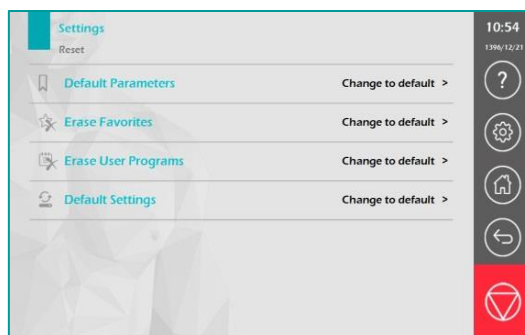 Settings
Reset
Default Parameters Change to default >
Erase Favorites Change to default >
Erase User Programs Change to default >
Default Settings Change to default >
10:54
1396/12/21
?